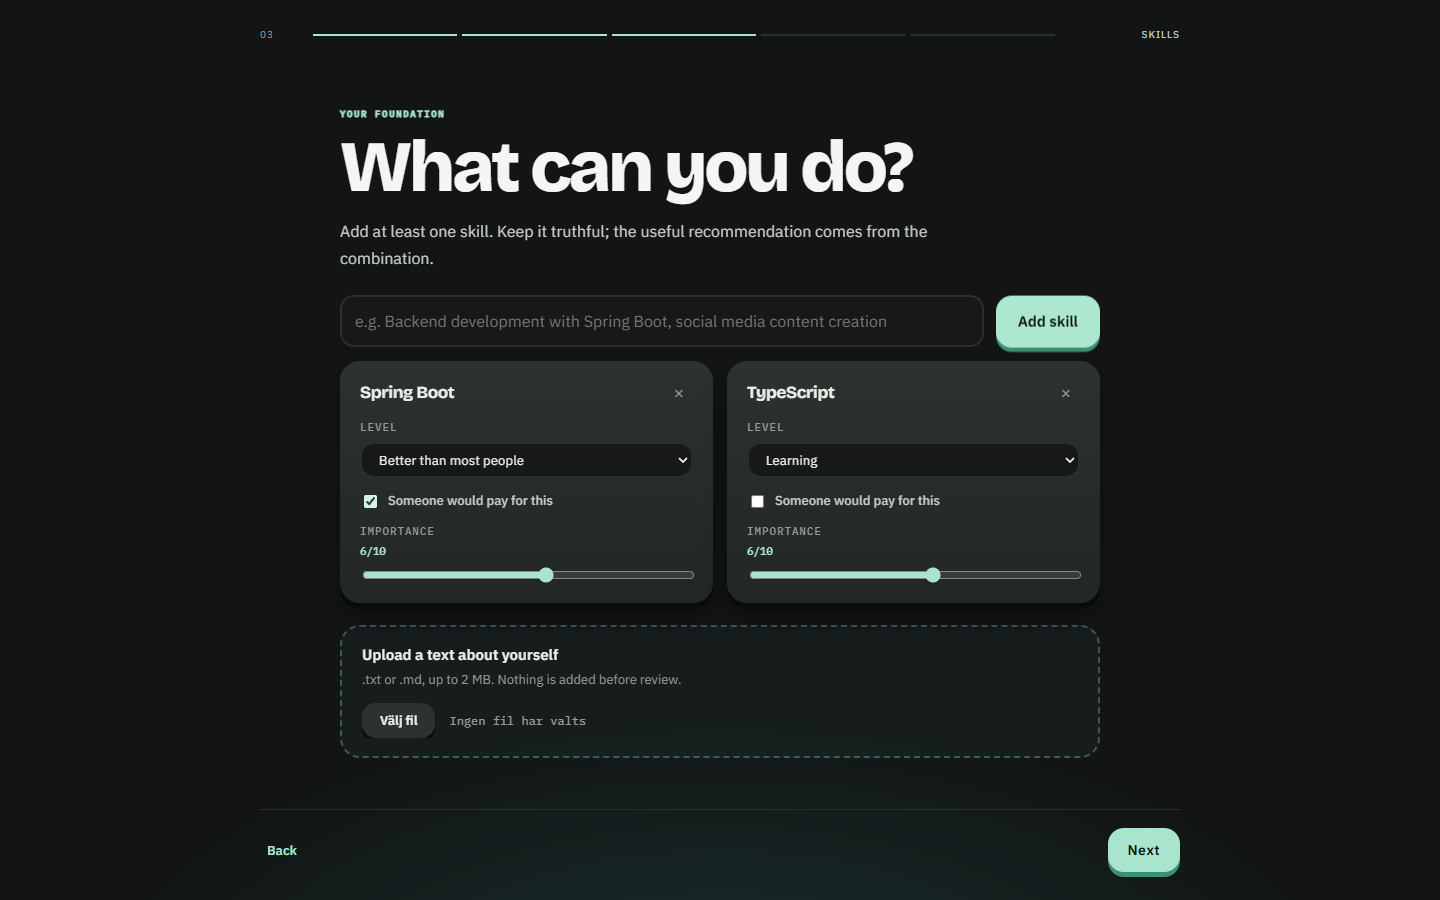 03
SKILLS
YOUR FOUNDATION
What can you do?
Add at least one skill. Keep it truthful; the useful recommendation comes from the
combination.
e.g. Backend development with Spring Boot, social media content creation
Add skill
Spring Boot ×
LEVEL
Better than most people
Someone would pay for this
IMPORTANCE
6/10
TypeScript ×
LEVEL
Learning
Someone would pay for this
IMPORTANCE
6/10
Upload a text about yourself
.txt or .md, up to 2 MB. Nothing is added before review.
Välj fil Ingen fil har valts
Back
Next